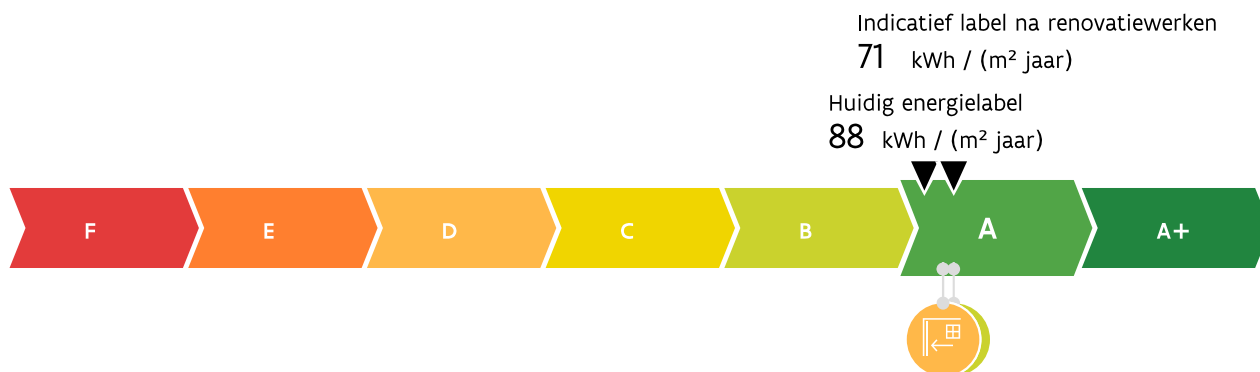 Indicatief label na renovatiewerken
71 kWh / (m² jaar)
Huidig energielabel
88 kWh / (m² jaar)
F E D C B A A+